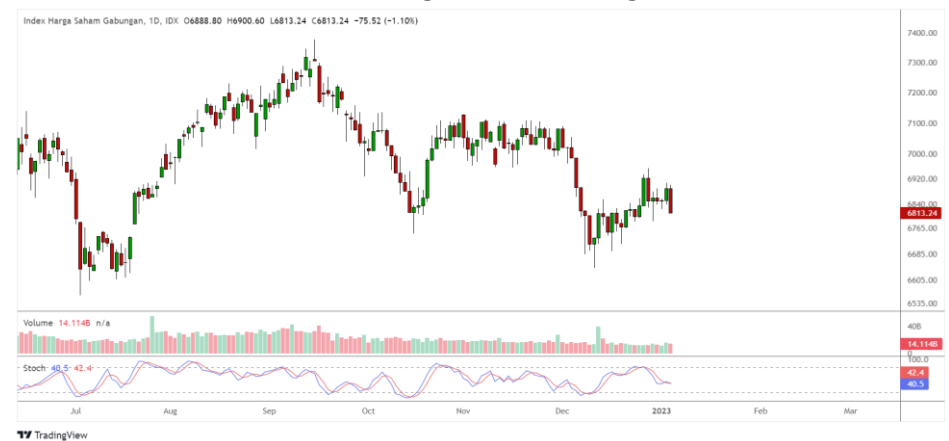 Index Harga Saham Gabungan, 1D, IDX O6888.80 H6900.60 L6813.24 C6813.24 −75.52 (−1.10%)
7400.00
7300.00
7200.00
7100.00
7000.00
6920.00
6840.00
6813.24
6765.00
6685.00
6605.00
6535.00
Volume 14.114B n/a
40B
14.114B
0
Stoch 40.5 42.4
100.0
42.4
40.5
Jul Aug Sep Oct Nov Dec 2023 Feb Mar
TradingView